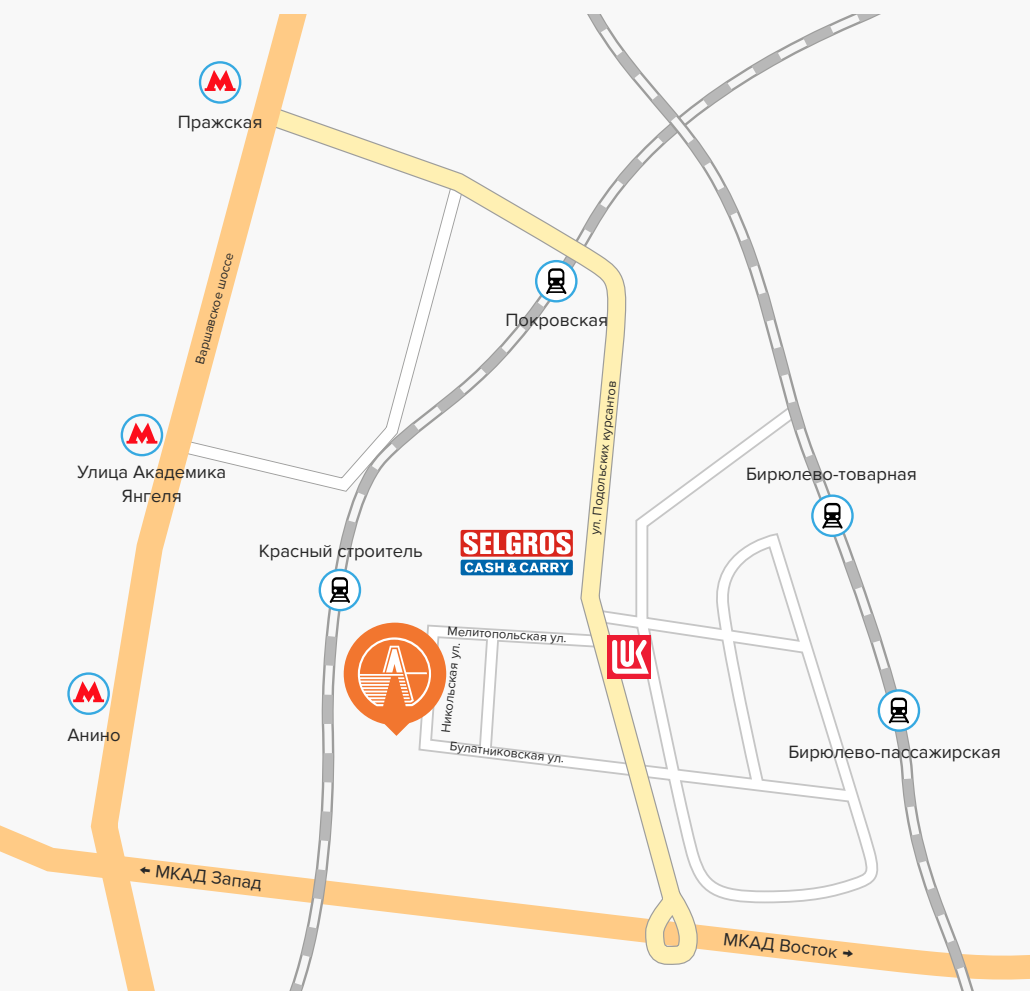 Пражская
Варшавское шоссе
Покровская
ул. Подольских курсантов
Улица Академика
Янгеля
Бирюлево-товарная
SELGROS
CASH & CARRY
Красный строитель
Мелитопольская ул.
LUK
Никольская ул.
Анино
Булатниковская ул.
Бирюлево-пассажирская
← МКАД Запад
МКАД Восток →